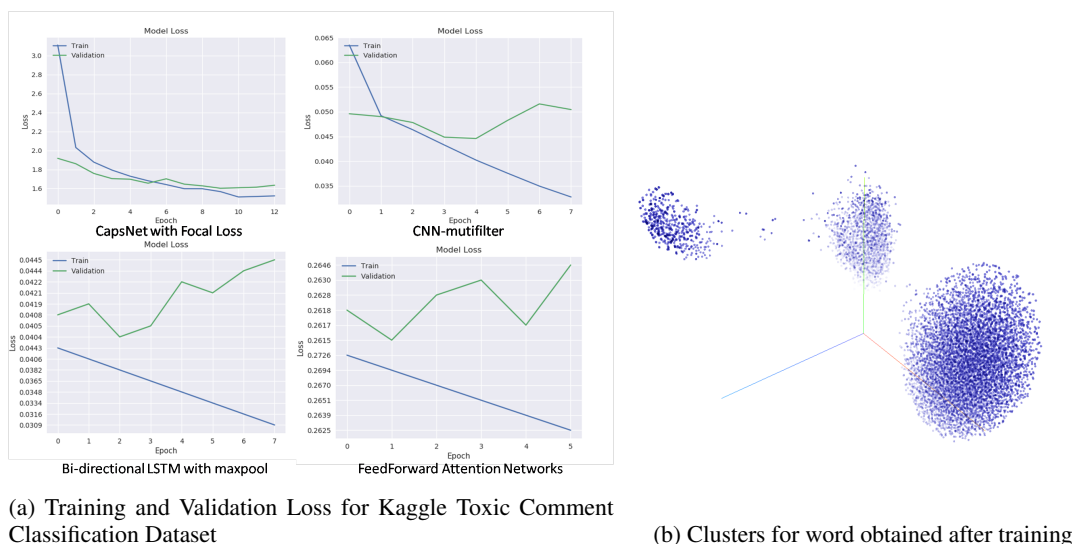 Model Loss
Train
Validation
3.0
2.8
2.6
2.4
2.2
2.0
1.8
1.6
Loss
0 2 4 6 8 10 12
Epoch
CapsNet with Focal Loss
Model Loss
Train
Validation
0.065
0.060
0.055
0.050
0.045
0.040
0.035
Loss
0 1 2 3 4 5 6 7
Epoch
CNN-mutifilter
Model Loss
Train
Validation
0.0445
0.0444
0.0422
0.0421
0.0419
0.0408
0.0405
0.0404
0.0443
0.0406
0.0382
0.0365
0.0348
0.0334
0.0316
0.0309
Loss
0 1 2 3 4 5 6 7
Epoch
Bi-directional LSTM with maxpool
Model Loss
Train
Validation
0.2646
0.2630
0.2628
0.2618
0.2617
0.2615
0.2726
0.2694
0.2670
0.2651
0.2639
0.2625
Loss
0 1 2 3 4 5
Epoch
FeedForward Attention Networks
(a) Training and Validation Loss for Kaggle Toxic Comment
Classification Dataset
(b) Clusters for word obtained after training